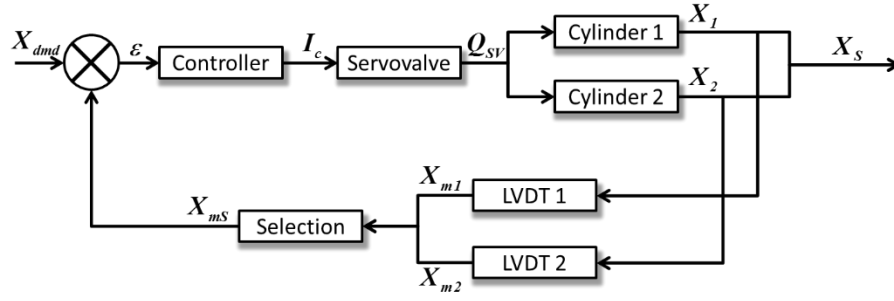 X_dmd
ε
Controller
I_c
Servovalve
Q_SV
Cylinder 1
X_1
Cylinder 2
X_2
X_S
X_m1
LVDT 1
X_mS
Selection
X_m2
LVDT 2